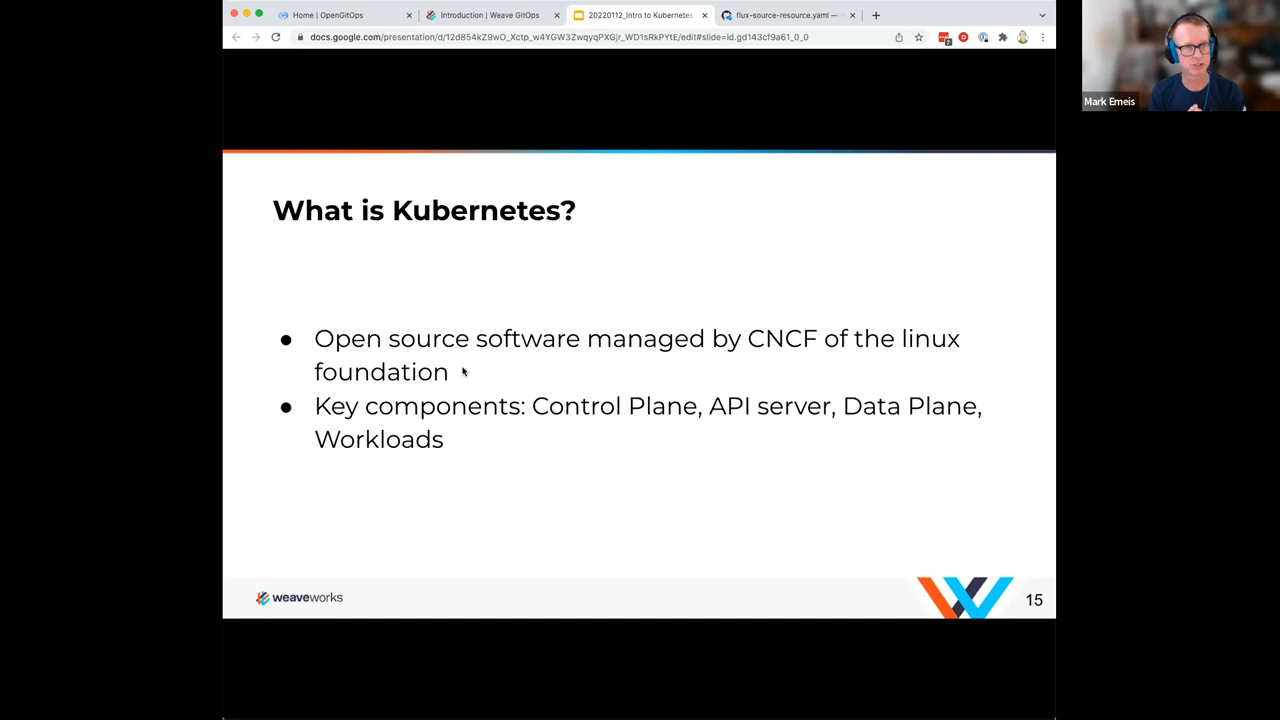 Home | OpenGitOps
Introduction | Weave GitOps
20220112_Intro to Kubernetes
flux-source-resource.yaml —
docs.google.com/presentation/d/12d854kZ9wO_Xctp_w4YGW3ZwqyqPXGjr_WD1sRkPYtE/edit#slide=id.gd143cf9a61_0_0
Mark Emeis
What is Kubernetes?
● Open source software managed by CNCF of the linux
foundation
● Key components: Control Plane, API server, Data Plane,
Workloads
weaveworks
15